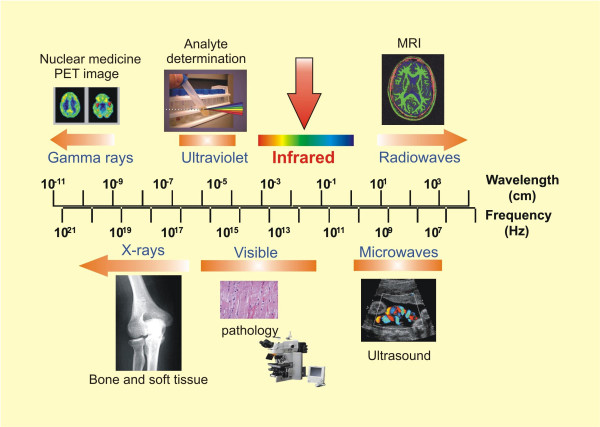 Nuclear medicine
PET image
Analyte
determination
MRI
Gamma rays
Ultraviolet
Infrared
Radiowaves
10-11 10-9 10-7 10-5 10-3 10-1 101 103
Wavelength
(cm)
Frequency
(Hz)
1021 1019 1017 1015 1013 1011 109 107
X-rays
Visible
Microwaves
pathology
Bone and soft tissue
Ultrasound